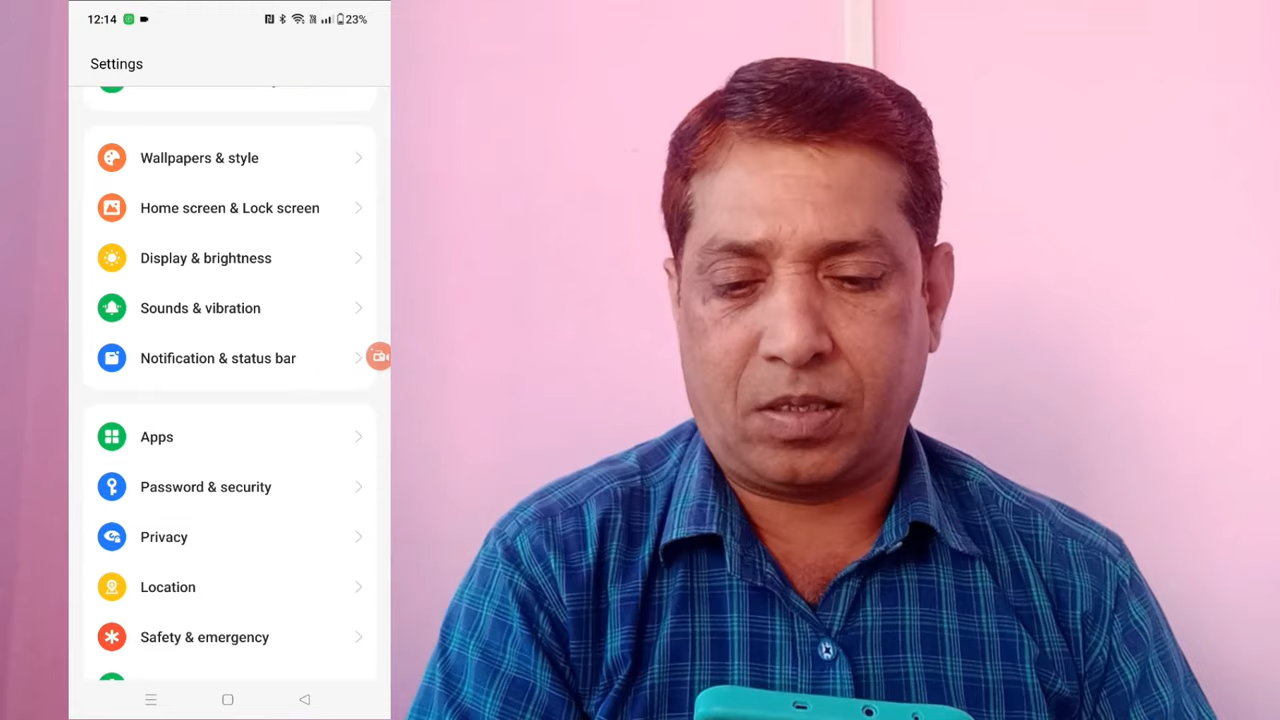 12:14 23%
Settings
Wallpapers & style
Home screen & Lock screen
Display & brightness
Sounds & vibration
Notification & status bar
Apps
Password & security
Privacy
Location
Safety & emergency